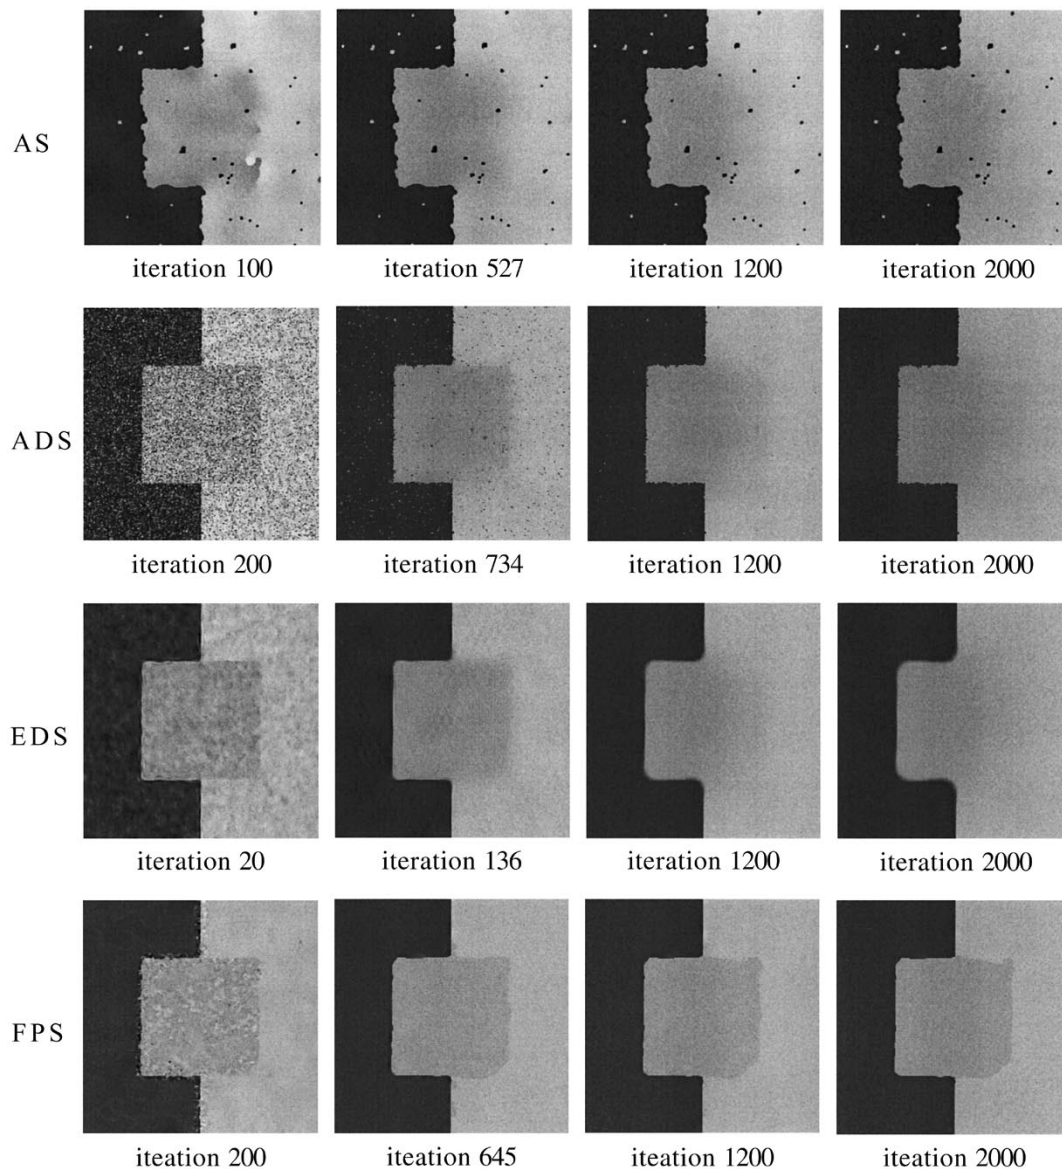 AS
iteration 100
iteration 527
iteration 1200
iteration 2000
ADS
iteration 200
iteration 734
iteration 1200
iteration 2000
EDS
iteration 20
iteration 136
iteration 1200
iteration 2000
FPS
iteation 200
iteation 645
iteation 1200
iteation 2000